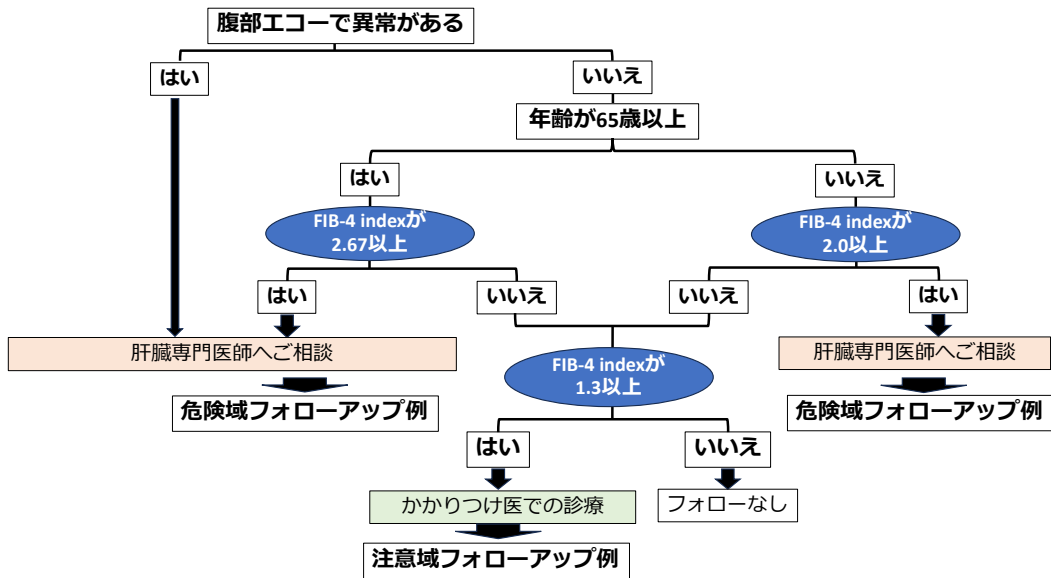 腹部エコーで異常がある
はい
いいえ
年齢が65歳以上
はい
いいえ
FIB-4 indexが
2.67以上
FIB-4 indexが
2.0以上
はい
いいえ
いいえ
はい
肝臓専門医師へご相談
FIB-4 indexが
1.3以上
肝臓専門医師へご相談
危険域フォローアップ例
危険域フォローアップ例
はい
いいえ
かかりつけ医での診療
フォローなし
注意域フォローアップ例